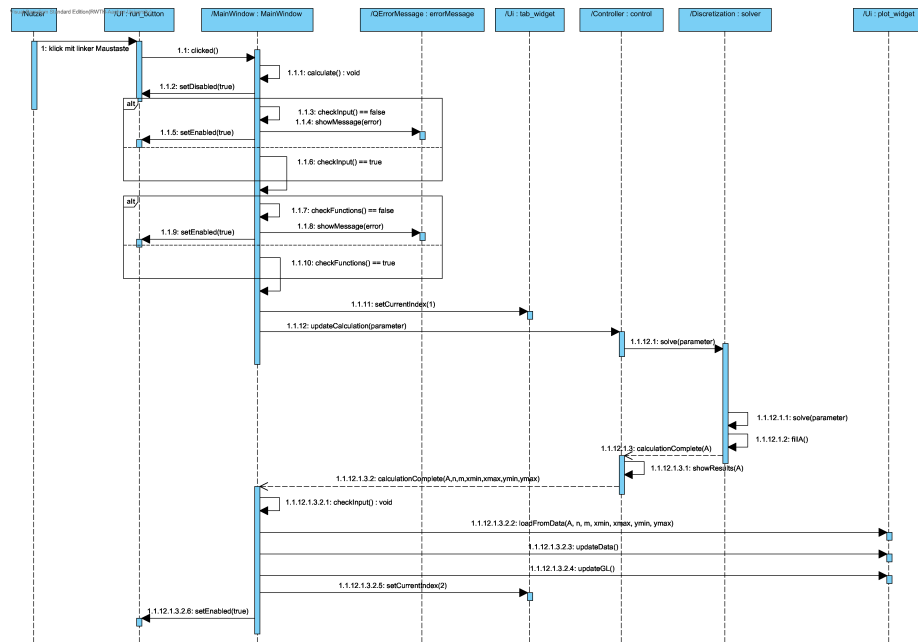 /Nutzer
/UI : run_button
/MainWindow : MainWindow
/QErrorMessage : errorMessage
/Ui : tab_widget
/Controller : control
/Discretization : solver
/Ui : plot_widget
1: klick mit linker Maustaste
1.1: clicked()
1.1.1: calculate() : void
1.1.2: setDisabled(true)
alt
1.1.3: checkInput() == false
1.1.4: showMessage(error)
1.1.5: setEnabled(true)
1.1.6: checkInput() == true
alt
1.1.7: checkFunctions() == false
1.1.8: showMessage(error)
1.1.9: setEnabled(true)
1.1.10: checkFunctions() == true
1.1.11: setCurrentIndex(1)
1.1.12: updateCalculation(parameter)
1.1.12.1: solve(parameter)
1.1.12.1.1: solve(parameter)
1.1.12.1.2: fillA()
1.1.12.1.3: calculationComplete(A)
1.1.12.1.3.1: showResults(A)
1.1.12.1.3.2: calculationComplete(A,n,m,xmin,xmax,ymin,ymax)
1.1.12.1.3.2.1: checkInput() : void
1.1.12.1.3.2.2: loadFromData(A, n, m, xmin, xmax, ymin, ymax)
1.1.12.1.3.2.3: updateData()
1.1.12.1.3.2.4: updateGL()
1.1.12.1.3.2.5: setCurrentIndex(2)
1.1.12.1.3.2.6: setEnabled(true)